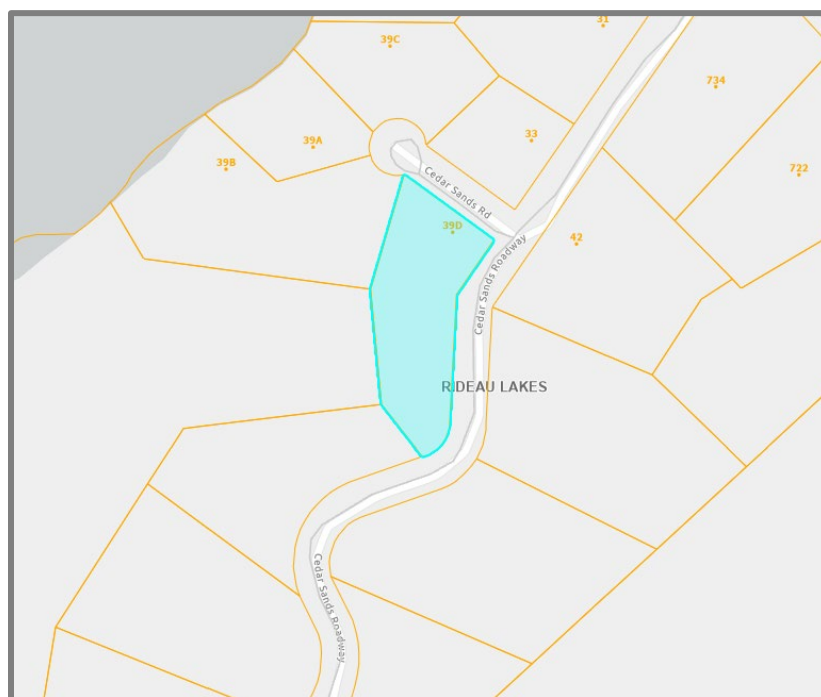 31
39C
734
33
39A
39B
722
Cedar Sands Rd
39D
42
Cedar Sands Roadway
RIDEAU LAKES
Cedar Sands Roadway